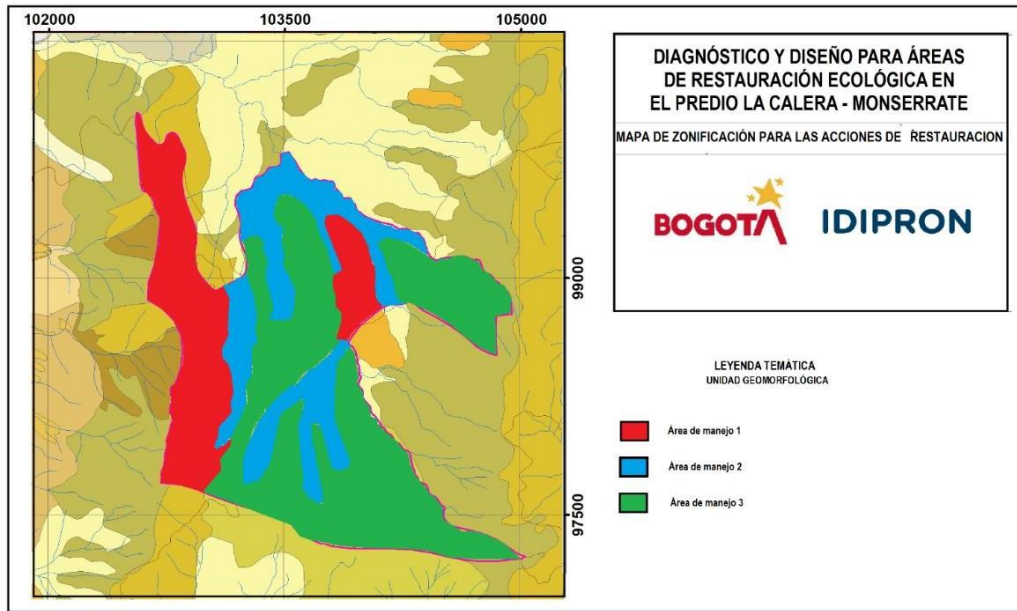 102000
103500
105000
99000
97500
DIAGNÓSTICO Y DISEÑO PARA ÁREAS
DE RESTAURACIÓN ECOLÓGICA EN
EL PREDIO LA CALERA - MONSERRATE
MAPA DE ZONIFICACIÓN PARA LAS ACCIONES DE RESTAURACION
BOGOTÁ
IDIPRON
LEYENDA TEMÁTICA
UNIDAD GEOMORFOLÓGICA
Área de manejo 1
Área de manejo 2
Área de manejo 3